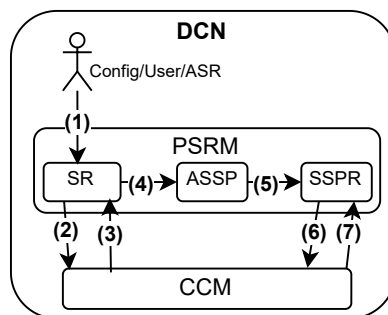 DCN
Config/User/ASR
(1)
PSRM
SR
(4)
ASSP
(5)
SSPR
(2)
(3)
(6)
(7)
CCM